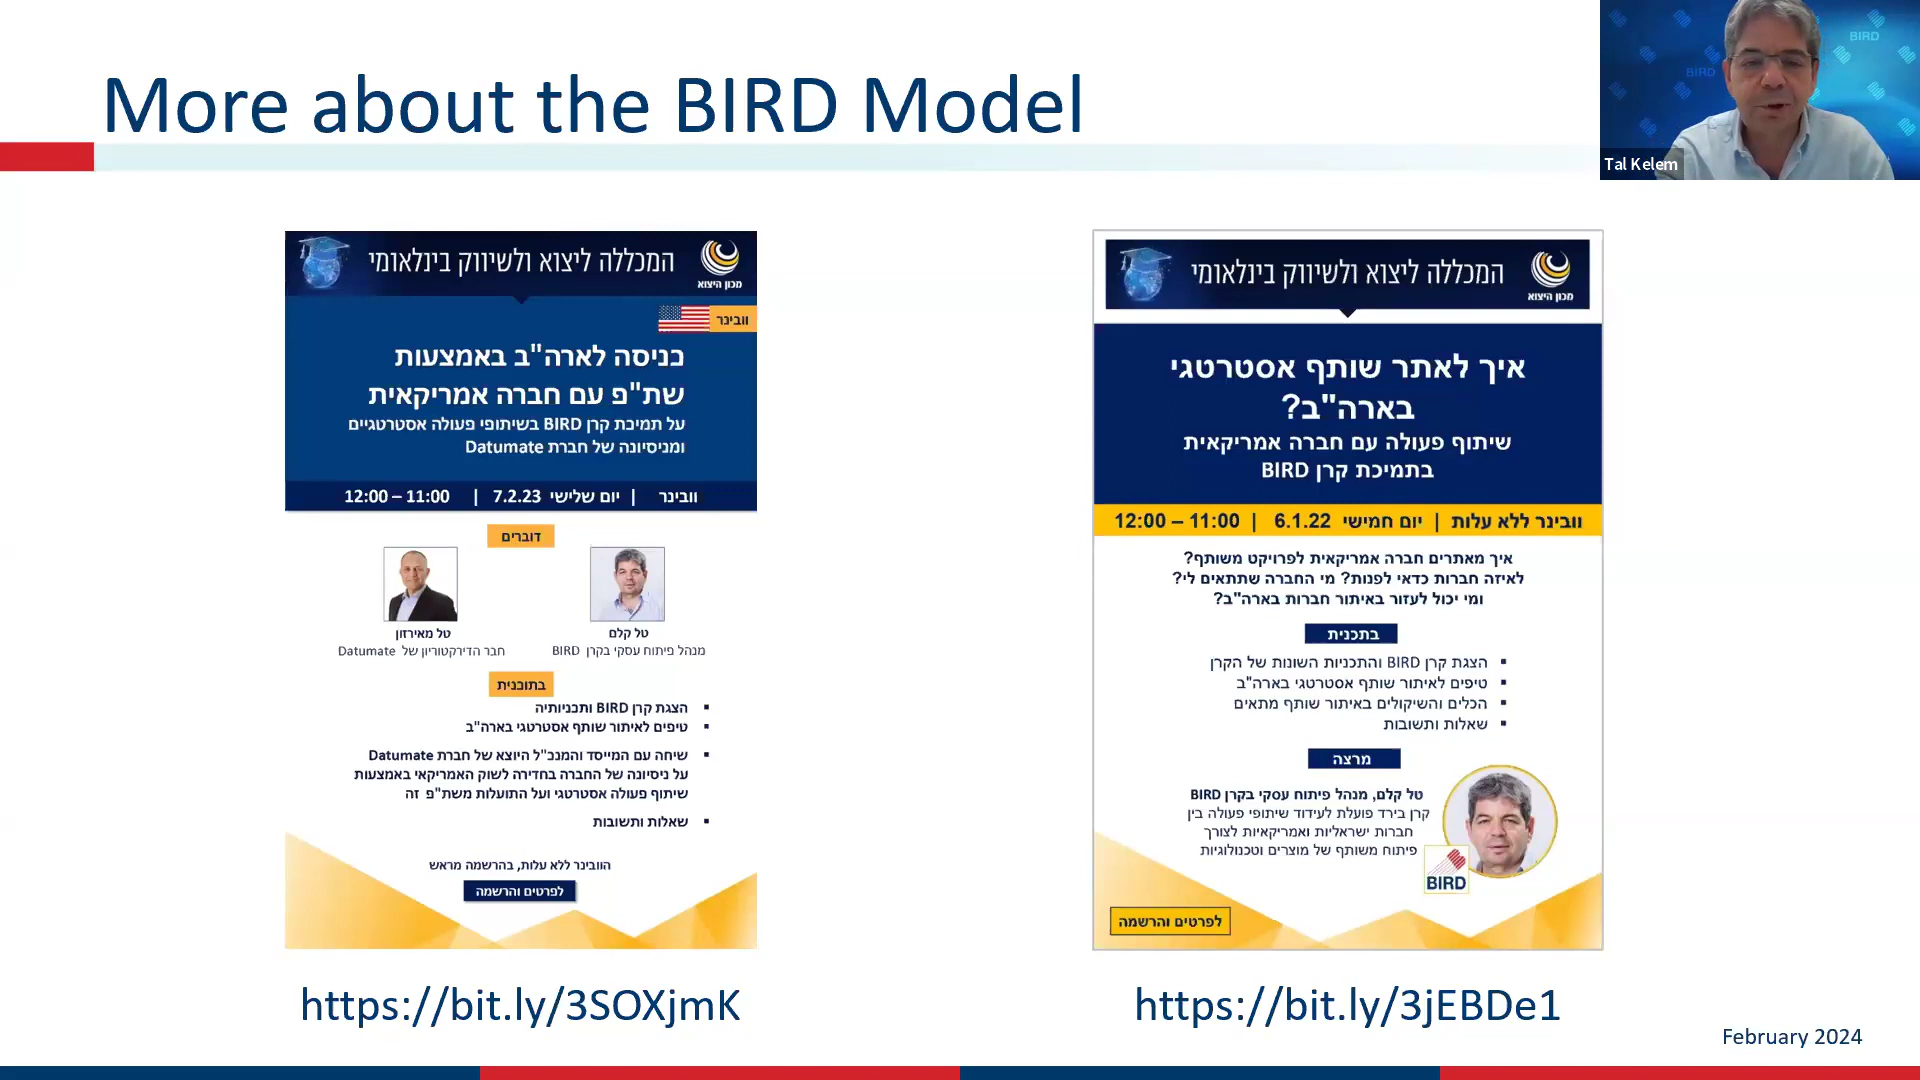 More about the BIRD Model
BIRD
BIRD
Tal Kelem
המכללה ליצוא ולשיווק בינלאומי
מכון היצוא
וובינר
כניסה לארה"ב באמצעות
שת"פ עם חברה אמריקאית
על תמיכת קרן BIRD בשיתופי פעולה אסטרטגיים
ומניסיונה של חברת Datumate
וובינר | יום שלישי 7.2.23 | 11:00 – 12:00
דוברים
טל קלם
מנהל פיתוח עסקי בקרן BIRD
טל מאירזון
חבר הדירקטוריון של Datumate
בתוכנית
▪ הצגת קרן BIRD ותכניותיה
▪ טיפים לאיתור שותף אסטרטגי בארה"ב
▪ שיחה עם המייסד והמנכ"ל היוצא של חברת Datumate
על ניסיונה של החברה בחדירה לשוק האמריקאי באמצעות
שיתוף פעולה אסטרטגי ועל התועלות משת"פ זה
▪ שאלות ותשובות
הוובינר ללא עלות, בהרשמה מראש
לפרטים והרשמה
https://bit.ly/3SOXjmK
המכללה ליצוא ולשיווק בינלאומי
מכון היצוא
איך לאתר שותף אסטרטגי
בארה"ב?
שיתוף פעולה עם חברה אמריקאית
בתמיכת קרן BIRD
וובינר ללא עלות | יום חמישי 6.1.22 | 11:00 – 12:00
איך מאתרים חברה אמריקאית לפרויקט משותף?
לאיזה חברות כדאי לפנות? מי החברה שתתאים לי?
ומי יכול לעזור באיתור חברות בארה"ב?
בתכנית
▪ הצגת קרן BIRD והתכניות השונות של הקרן
▪ טיפים לאיתור שותף אסטרטגי בארה"ב
▪ הכלים והשיקולים באיתור שותף מתאים
▪ שאלות ותשובות
מרצה
טל קלם, מנהל פיתוח עסקי בקרן BIRD
קרן בירד פועלת לעידוד שיתופי פעולה בין
חברות ישראליות ואמריקאיות לצורך
פיתוח משותף של מוצרים וטכנולוגיות
BIRD
לפרטים והרשמה
https://bit.ly/3jEBDe1
February 2024